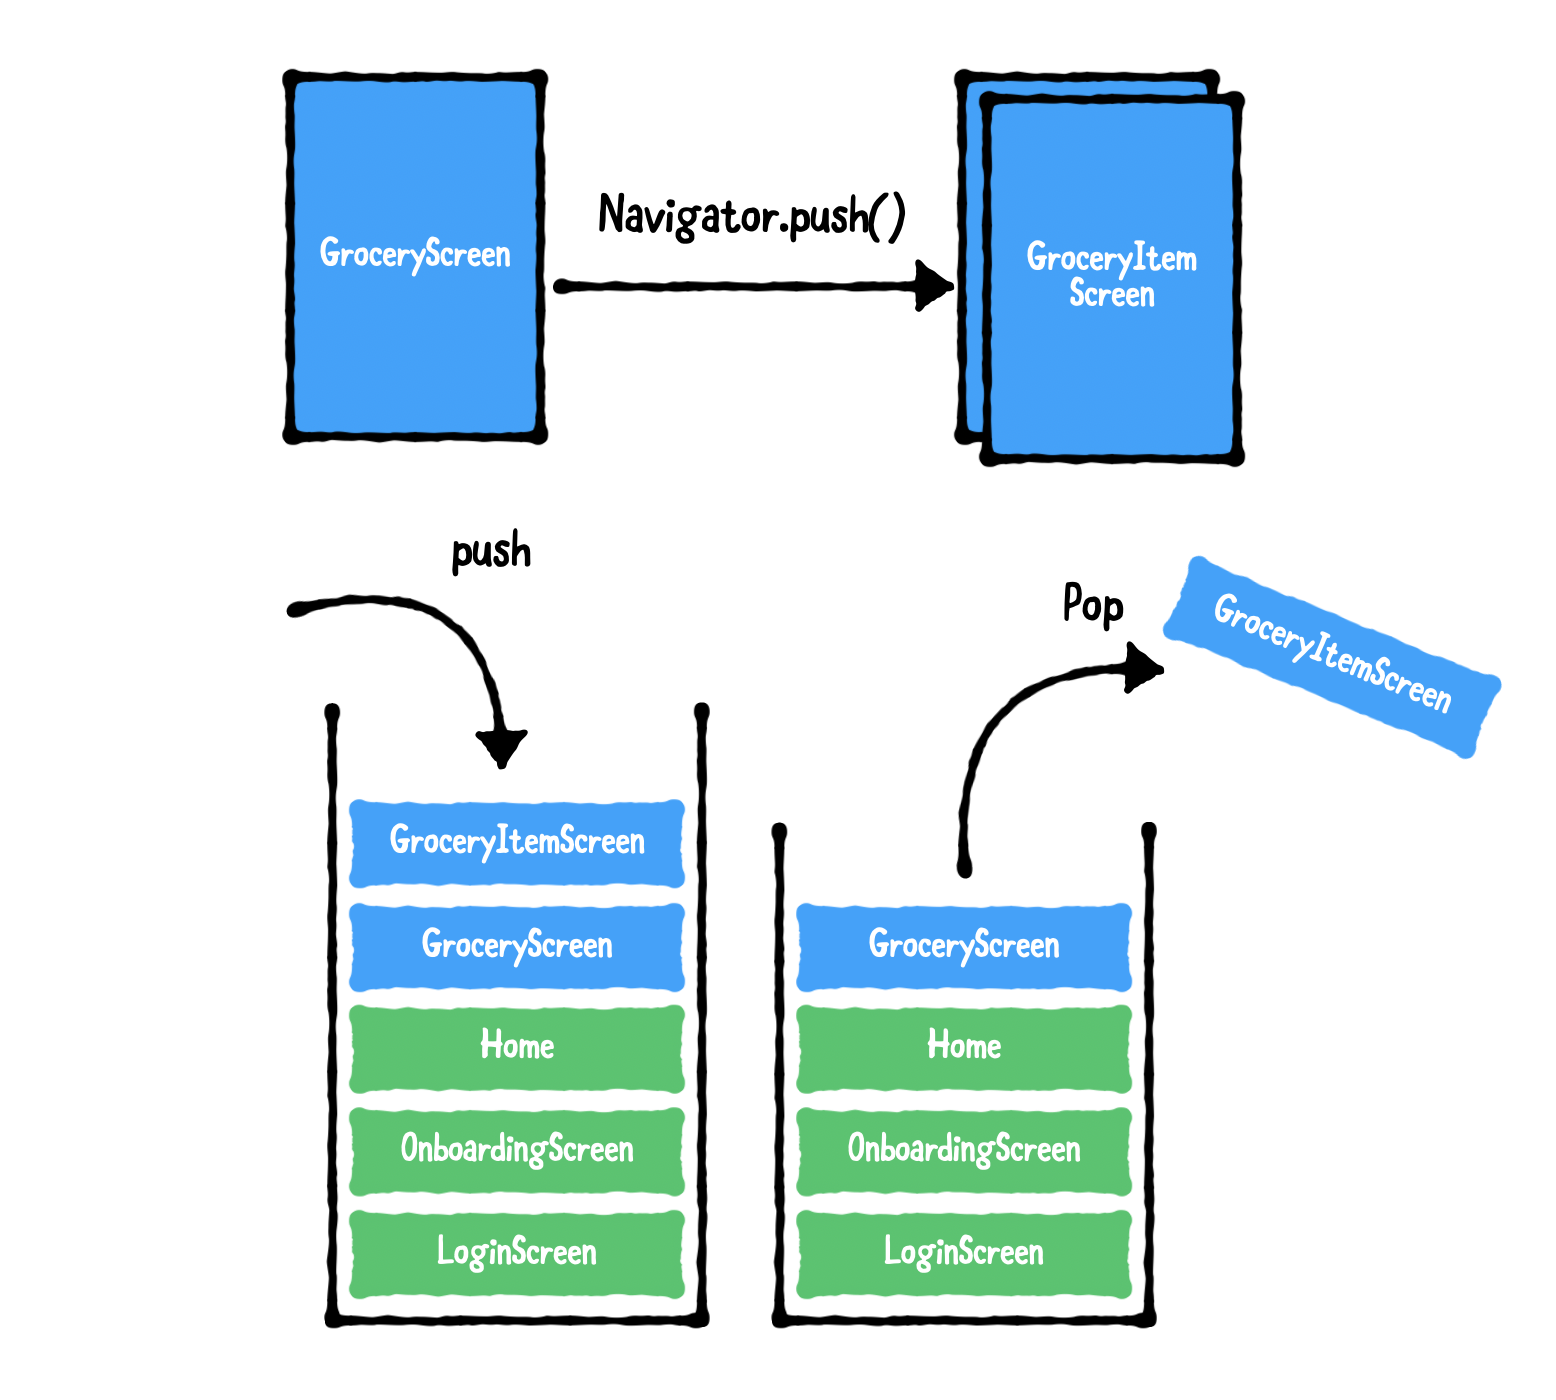 GroceryScreen
Navigator.push()
GroceryItem
Screen
push
GroceryItemScreen
GroceryScreen
Home
OnboardingScreen
LoginScreen
Pop
GroceryItemScreen
GroceryScreen
Home
OnboardingScreen
LoginScreen